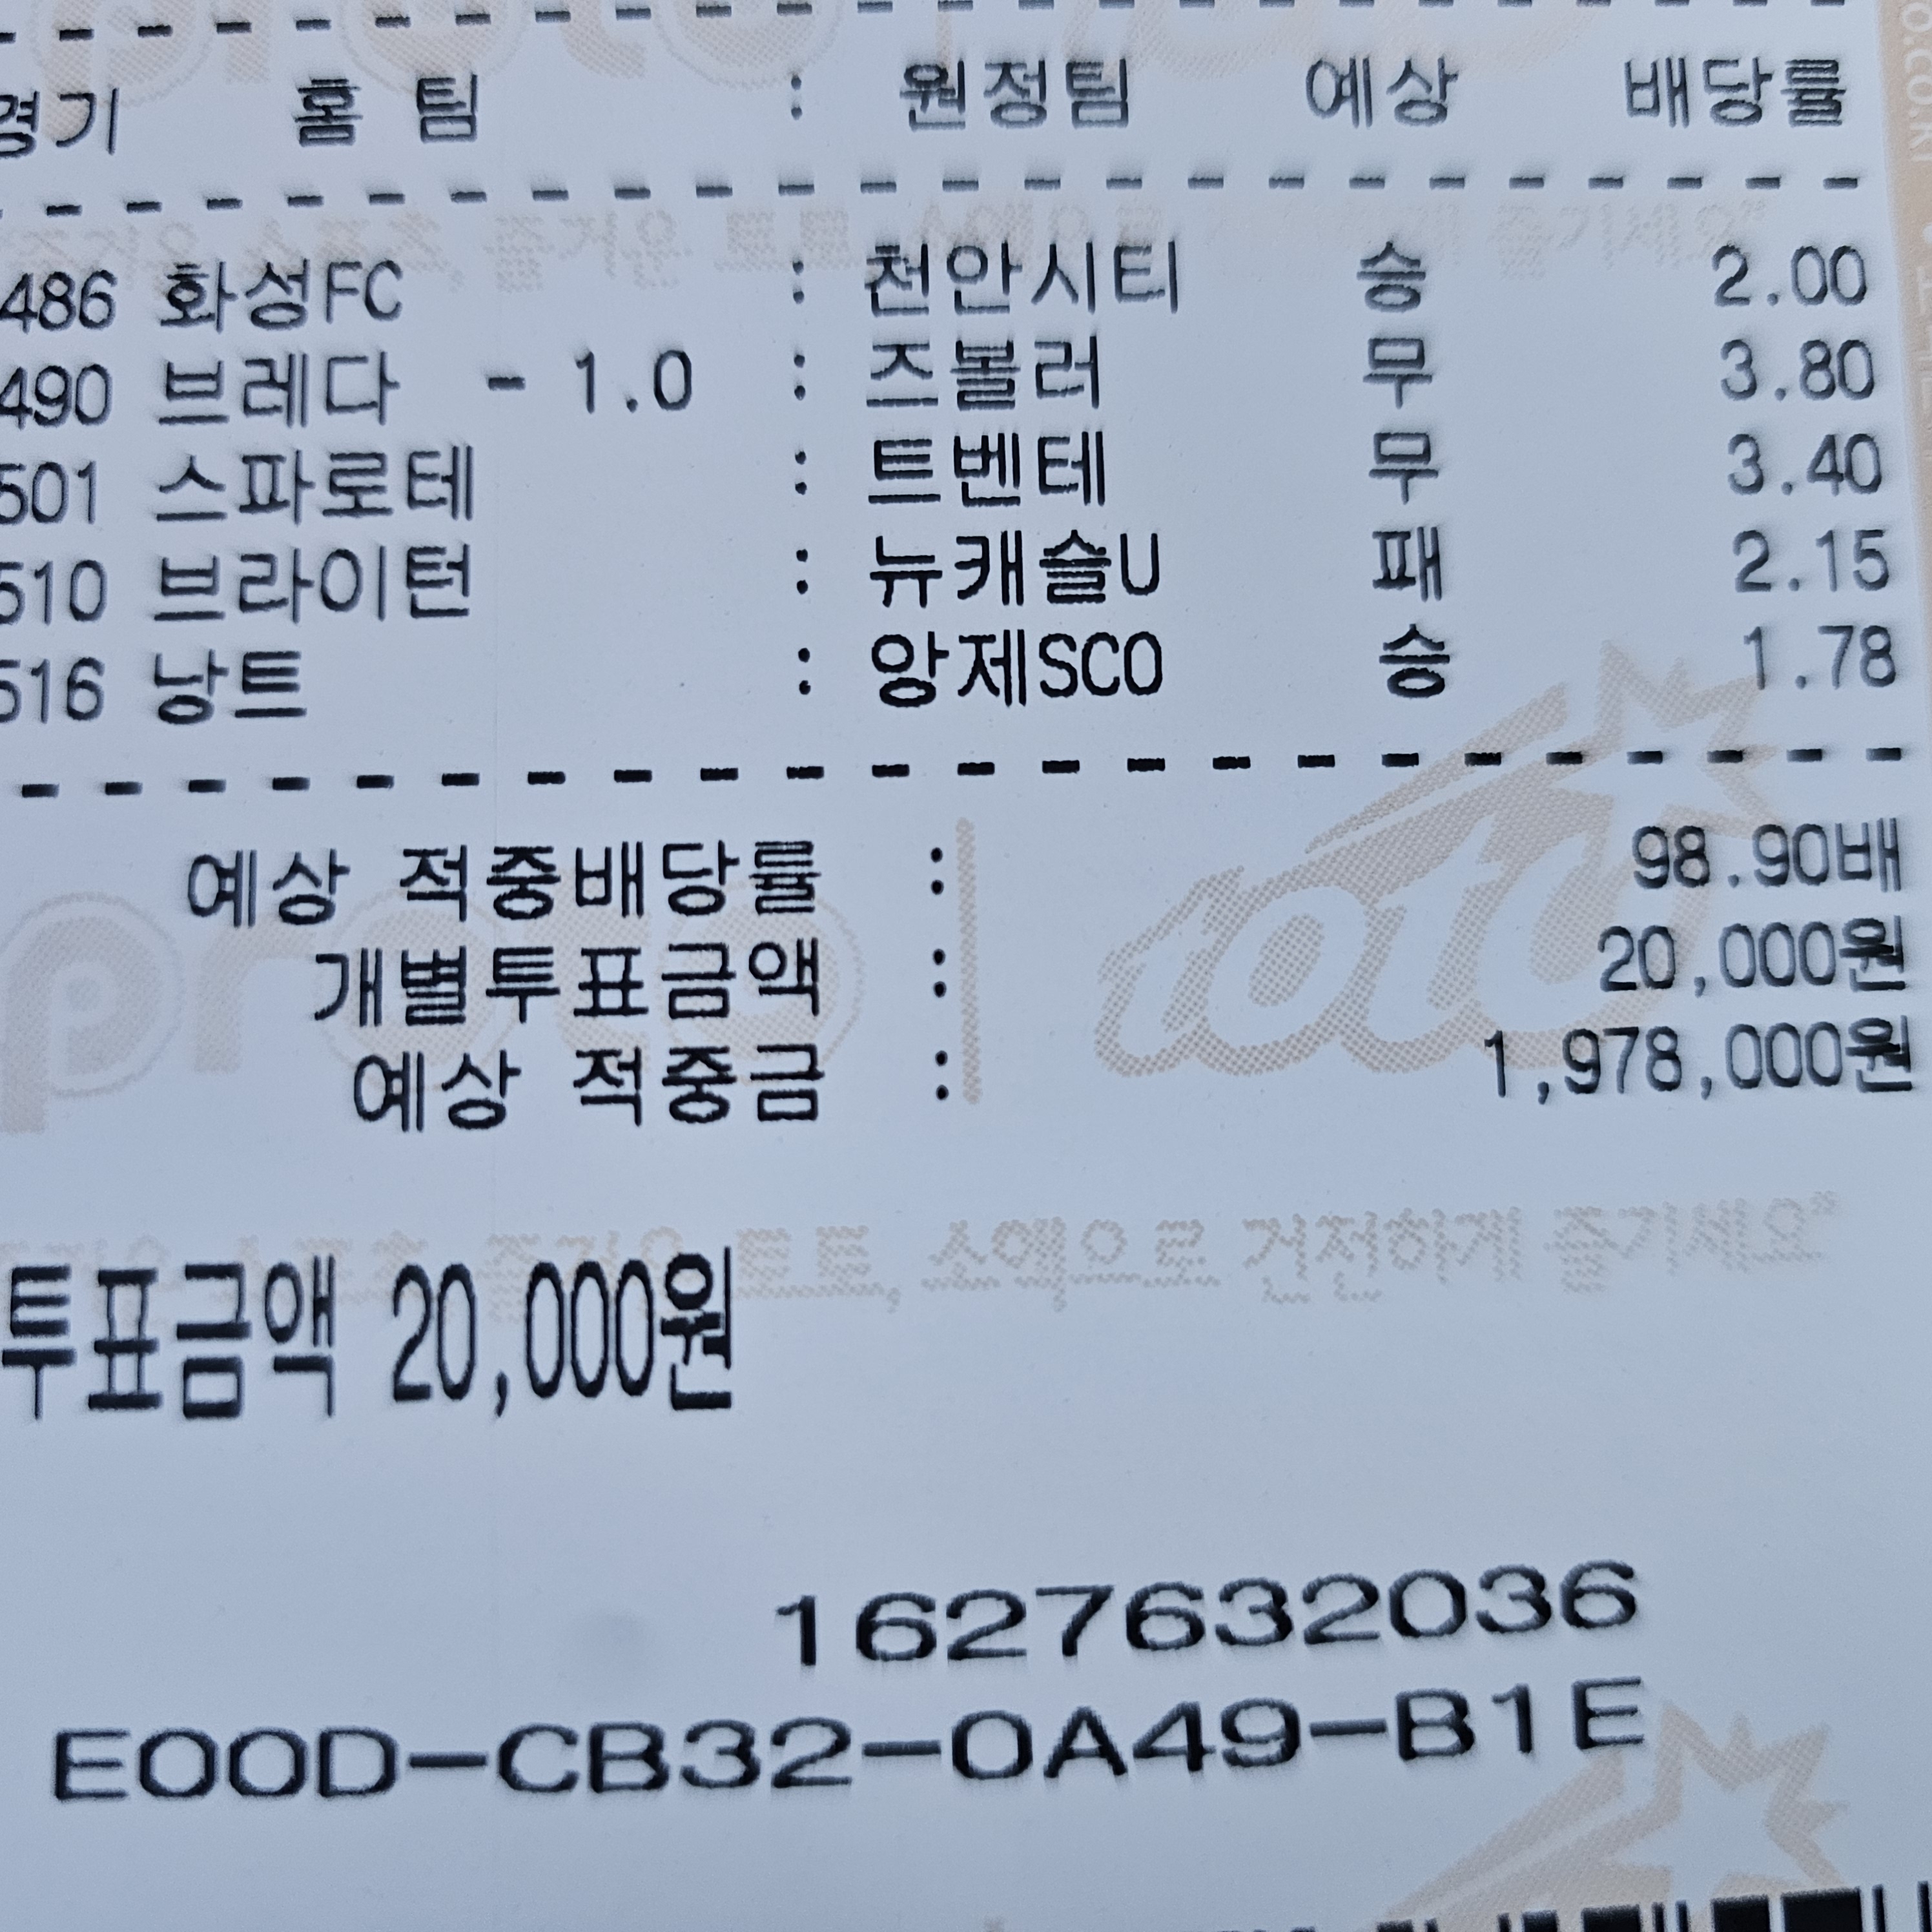 경기 홈 팀 : 원정팀 예상 배당률
486 화성FC : 천안시티 승 2.00
490 브레다 - 1.0 : 즈볼러 무 3.80
501 스파로테 : 트벤테 무 3.40
510 브라이턴 : 뉴캐슬U 패 2.15
516 낭트 : 앙제SCO 승 1.78
예상 적중배당률 : 98.90배
개별투표금액 : 20,000원
예상 적중금 : 1,978,000원
proto toto
즐거운 토토, 소액으로 건전하게 즐기세요"
투표금액 20,000원
1627632036
E00D-CB32-0A49-B1E